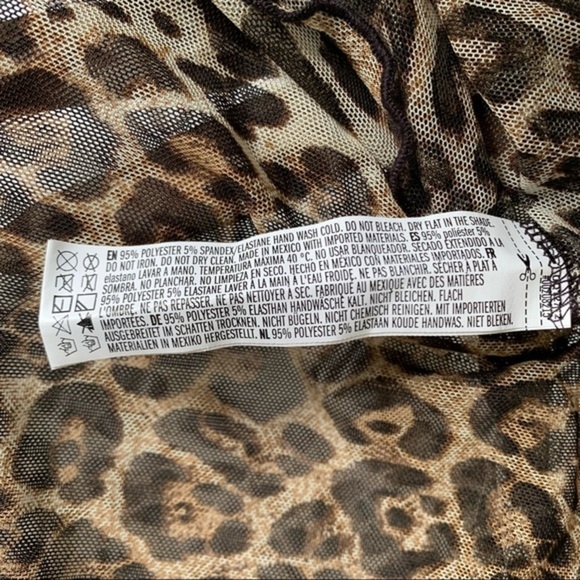 EN 95% POLYESTER 5% SPANDEX/ELASTANE HAND WASH COLD. DO NOT BLEACH. DRY FLAT IN THE SHADE.
DO NOT IRON. DO NOT DRY CLEAN. MADE IN MEXICO WITH IMPORTED MATERIALS. ES 95% poliéster 5%
elastano LAVAR A MANO. TEMPERATURA MAXIMA 40 °C. NO USAR BLANQUEADOR. SECADO EXTENDIDO A LA
SOMBRA. NO PLANCHAR. NO LIMPIEZA EN SECO. HECHO EN MEXICO CON MATERIALES IMPORTADOS. FR
95% POLYESTER 5% ELASTANE LAVER À LA MAIN À L'EAU FROIDE. NE PAS BLANCHIR. SÉCHER À PLAT À
L'OMBRE. NE PAS REPASSER. NE PAS NETTOYER À SEC. FABRIQUÉ AU MEXIQUE AVEC DES MATIÈRES
IMPORTÉES. DE 95% POLYESTER 5% ELASTHAN HANDWÄSCHE KALT. NICHT BLEICHEN. FLACH
AUSGEBREITET IM SCHATTEN TROCKNEN. NICHT BÜGELN. NICHT CHEMISCH REINIGEN. MIT IMPORTIERTEN
MATERIALIEN IN MEXIKO HERGESTELLT. NL 95% POLYESTER 5% ELASTAAN KOUDE HANDWAS. NIET BLEKEN.